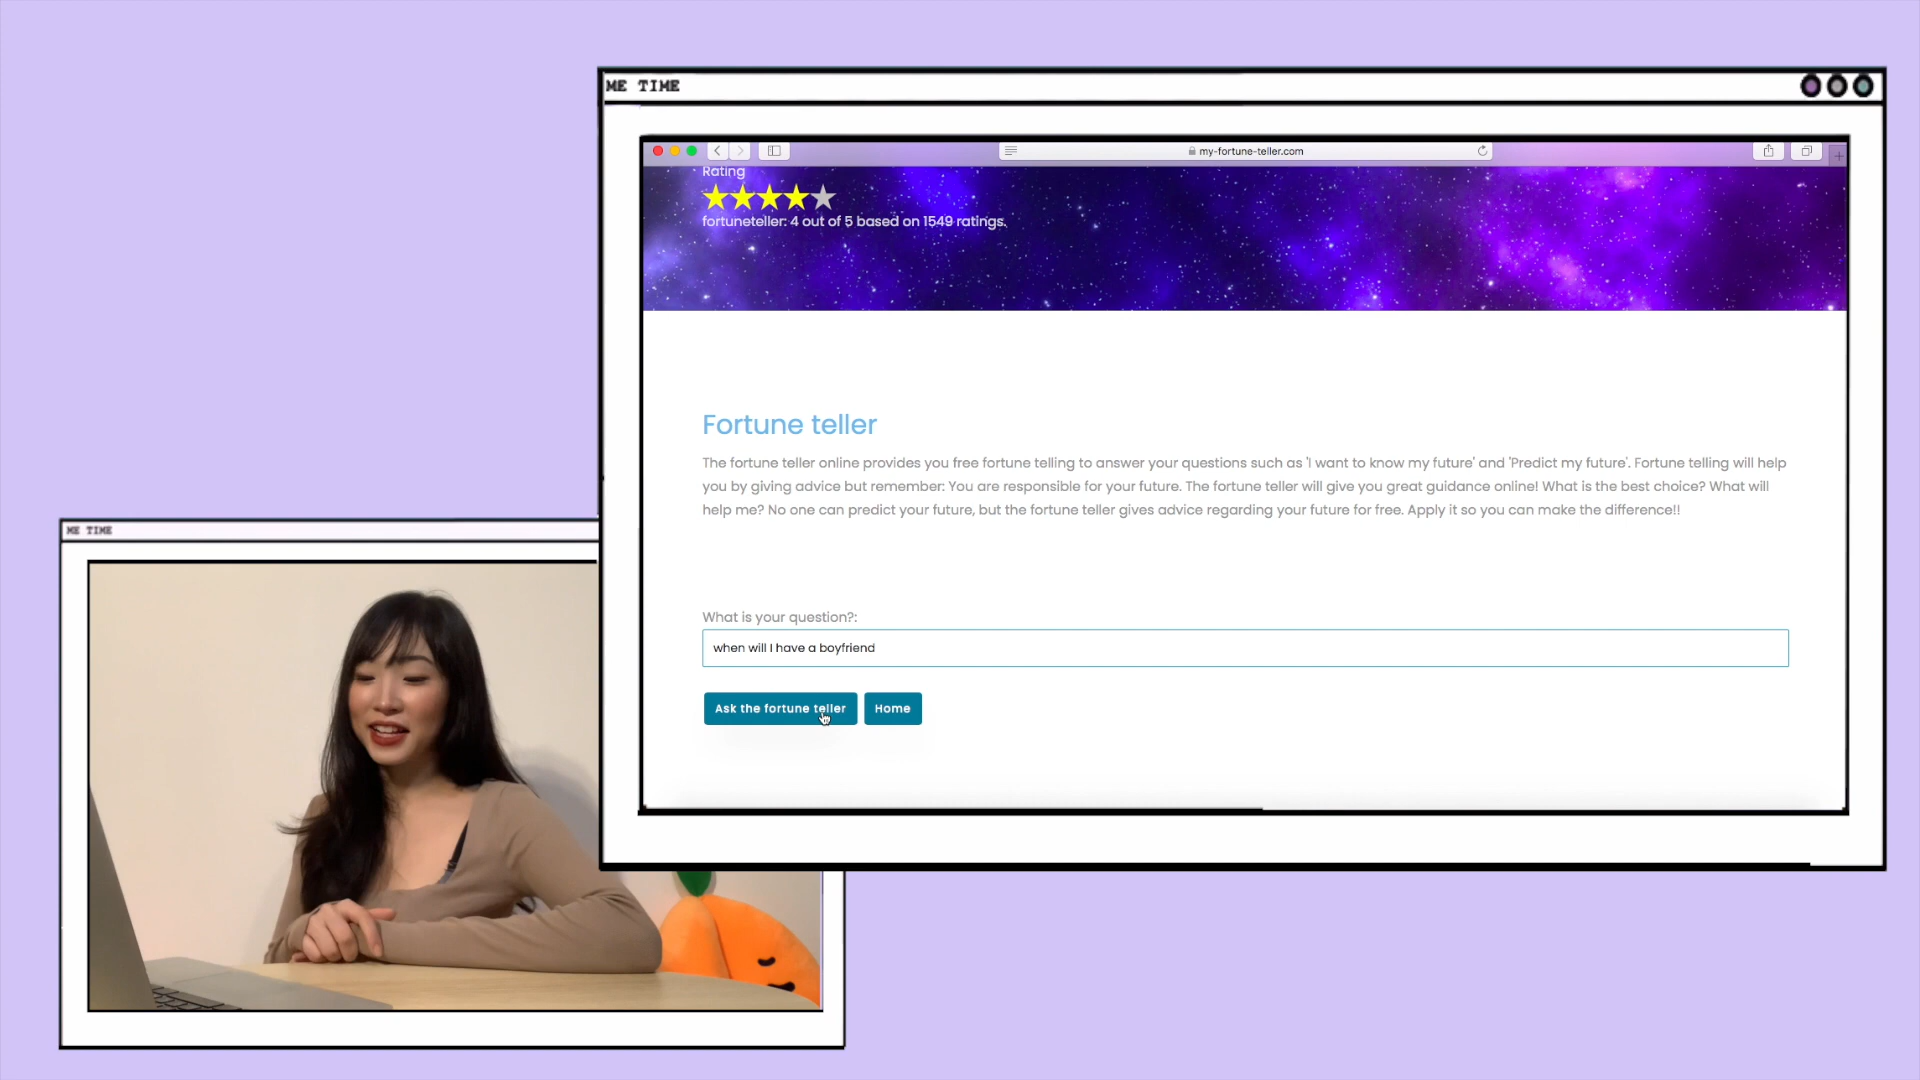 ME TIME
my-fortune-teller.com
Rating
fortuneteller: 4 out of 5 based on 1549 ratings.
Fortune teller
The fortune teller online provides you free fortune telling to answer your questions such as 'I want to know my future' and 'Predict my future'. Fortune telling will help
you by giving advice but remember: You are responsible for your future. The fortune teller will give you great guidance online! What is the best choice? What will
help me? No one can predict your future, but the fortune teller gives advice regarding your future for free. Apply it so you can make the difference!!
What is your question?:
when will I have a boyfriend
Ask the fortune teller
Home
ME TIME